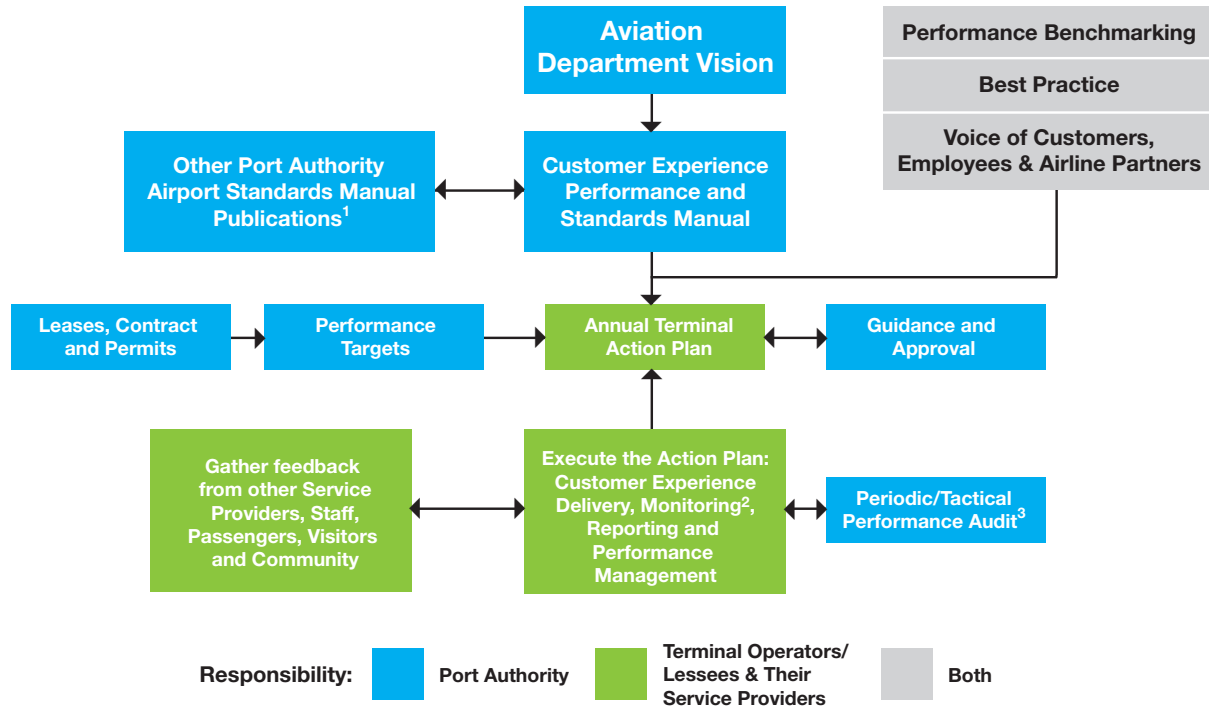 Aviation
Department Vision
Performance Benchmarking
Best Practice
Voice of Customers,
Employees & Airline Partners
Other Port Authority
Airport Standards Manual
Publications¹
Customer Experience
Performance and
Standards Manual
Leases, Contract
and Permits
Performance
Targets
Annual Terminal
Action Plan
Guidance and
Approval
Gather feedback
from other Service
Providers, Staff,
Passengers, Visitors
and Community
Execute the Action Plan:
Customer Experience
Delivery, Monitoring²,
Reporting and
Performance
Management
Periodic/Tactical
Performance Audit³
Responsibility:
Port Authority
Terminal Operators/
Lessees & Their
Service Providers
Both